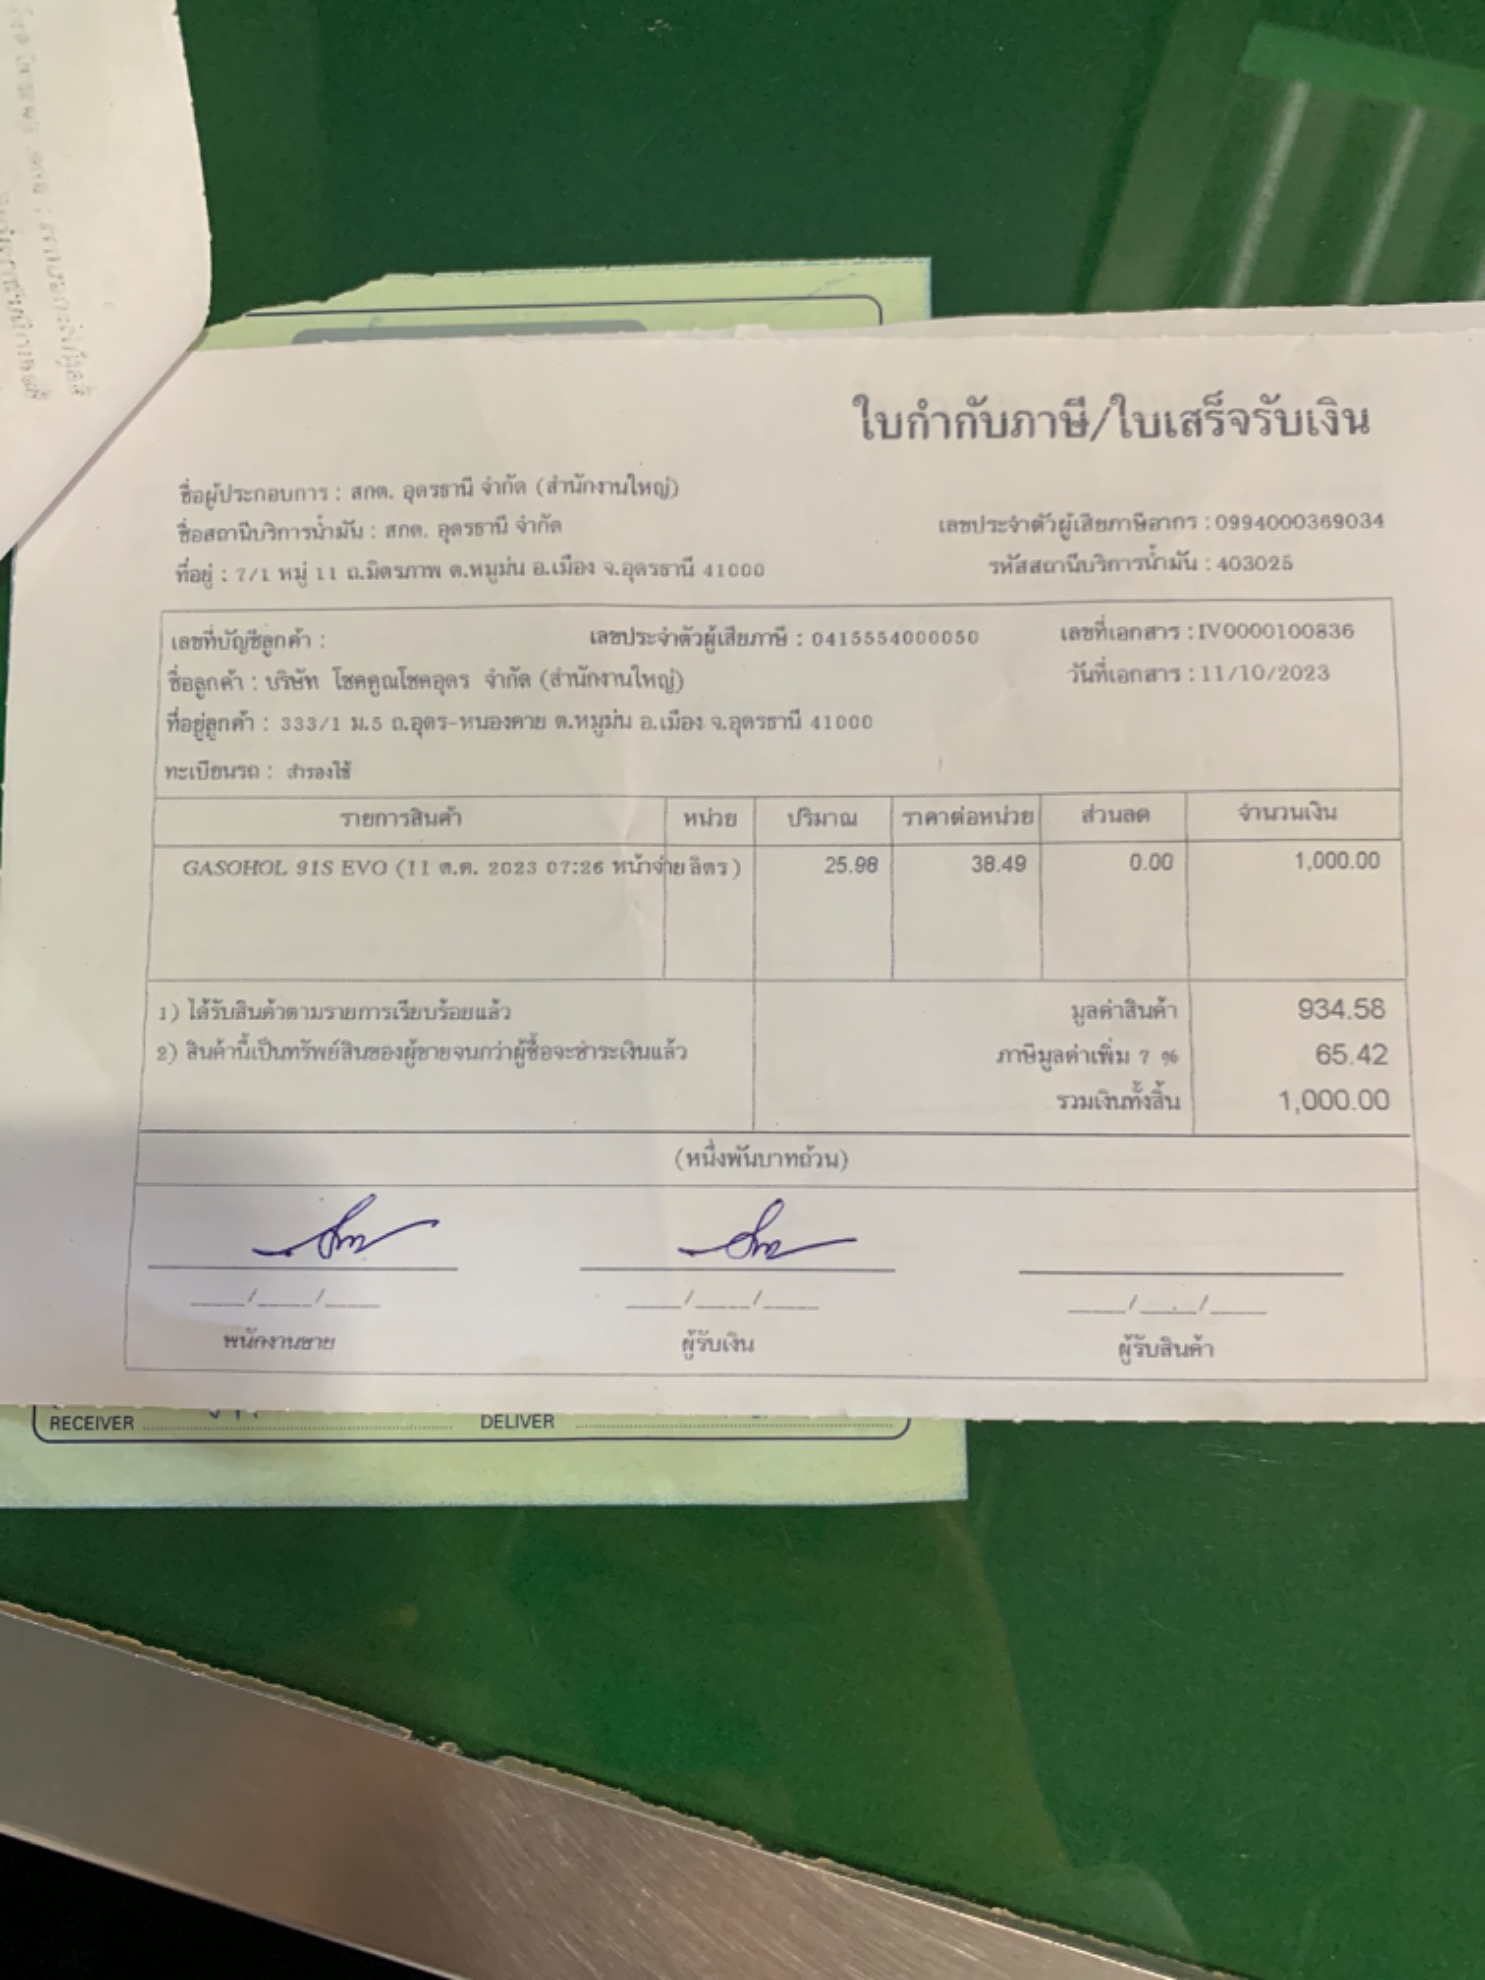 ใบกำกับภาษี/ใบเสร็จรับเงิน
ชื่อผู้ประกอบการ : สกต. อุดรธานี จำกัด (สำนักงานใหญ่)
ชื่อสถานีบริการน้ำมัน : สกต. อุดรธานี จำกัด
เลขประจำตัวผู้เสียภาษีอากร : 0994000369034
ที่อยู่ : 7/1 หมู่ 11 ถ.มิตรภาพ ต.หมูม่น อ.เมือง จ.อุดรธานี 41000
รหัสสถานีบริการน้ำมัน : 403025
เลขที่บัญชีลูกค้า : เลขประจำตัวผู้เสียภาษี : 0415554000050 เลขที่เอกสาร : IV0000100836
ชื่อลูกค้า : บริษัท โชคคูณโชคอุดร จำกัด (สำนักงานใหญ่) วันที่เอกสาร : 11/10/2023
ที่อยู่ลูกค้า : 333/1 ม.5 ถ.อุดร-หนองคาย ต.หมูม่น อ.เมือง จ.อุดรธานี 41000
ทะเบียนรถ : สำรองใช้
รายการสินค้า หน่วย ปริมาณ ราคาต่อหน่วย ส่วนลด จำนวนเงิน
GASOHOL 91S EVO (11 ต.ค. 2023 07:26 หน้าจ่าย ลิตร ) 25.98 38.49 0.00 1,000.00
1) ได้รับสินค้าตามรายการเรียบร้อยแล้ว มูลค่าสินค้า 934.58
2) สินค้านี้เป็นทรัพย์สินของผู้ขายจนกว่าผู้ซื้อจะชำระเงินแล้ว ภาษีมูลค่าเพิ่ม 7 % 65.42
รวมเงินทั้งสิ้น 1,000.00
(หนึ่งพันบาทถ้วน)
____/____/____ ____/____/____ ____/____/____
พนักงานขาย ผู้รับเงิน ผู้รับสินค้า
RECEIVER DELIVER